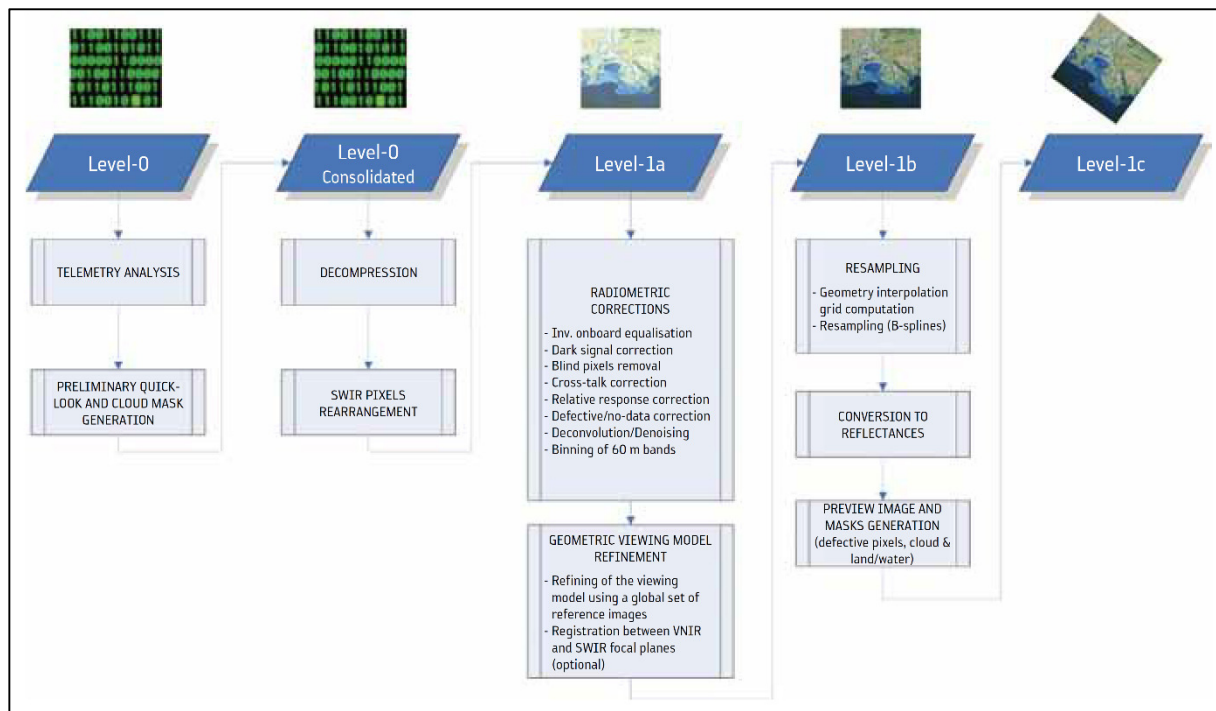 Level-0
TELEMETRY ANALYSIS
PRELIMINARY QUICK-
LOOK AND CLOUD MASK
GENERATION
Level-0
Consolidated
DECOMPRESSION
SWIR PIXELS
REARRANGEMENT
Level-1a
RADIOMETRIC
CORRECTIONS
- Inv. onboard equalisation
- Dark signal correction
- Blind pixels removal
- Cross-talk correction
- Relative response correction
- Defective/no-data correction
- Deconvolution/Denoising
- Binning of 60 m bands
GEOMETRIC VIEWING MODEL
REFINEMENT
- Refining of the viewing
model using a global set of
reference images
- Registration between VNIR
and SWIR focal planes
(optional)
Level-1b
RESAMPLING
- Geometry interpolation
grid computation
- Resampling (B-splines)
CONVERSION TO
REFLECTANCES
PREVIEW IMAGE AND
MASKS GENERATION
(defective pixels, cloud &
land/water)
Level-1c